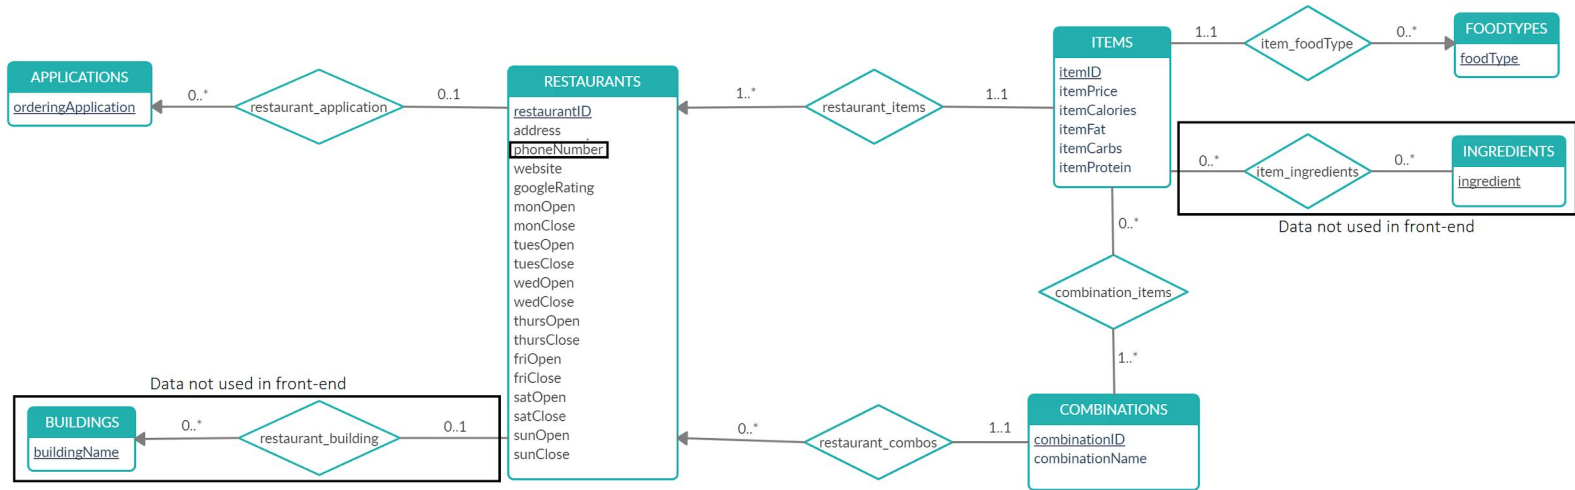 APPLICATIONS
orderingApplication
0..*
restaurant_application
0..1
RESTAURANTS
restaurantID
address
phoneNumber
website
googleRating
monOpen
monClose
tuesOpen
tuesClose
wedOpen
wedClose
thursOpen
thursClose
friOpen
friClose
satOpen
satClose
sunOpen
sunClose
1..*
restaurant_items
1..1
ITEMS
itemID
itemPrice
itemCalories
itemFat
itemCarbs
itemProtein
1..1
item_foodType
0..*
FOODTYPES
foodType
0..*
item_ingredients
0..*
INGREDIENTS
ingredient
Data not used in front-end
0..*
combination_items
1..*
Data not used in front-end
BUILDINGS
buildingName
0..*
restaurant_building
0..1
0..*
restaurant_combos
1..1
COMBINATIONS
combinationID
combinationName